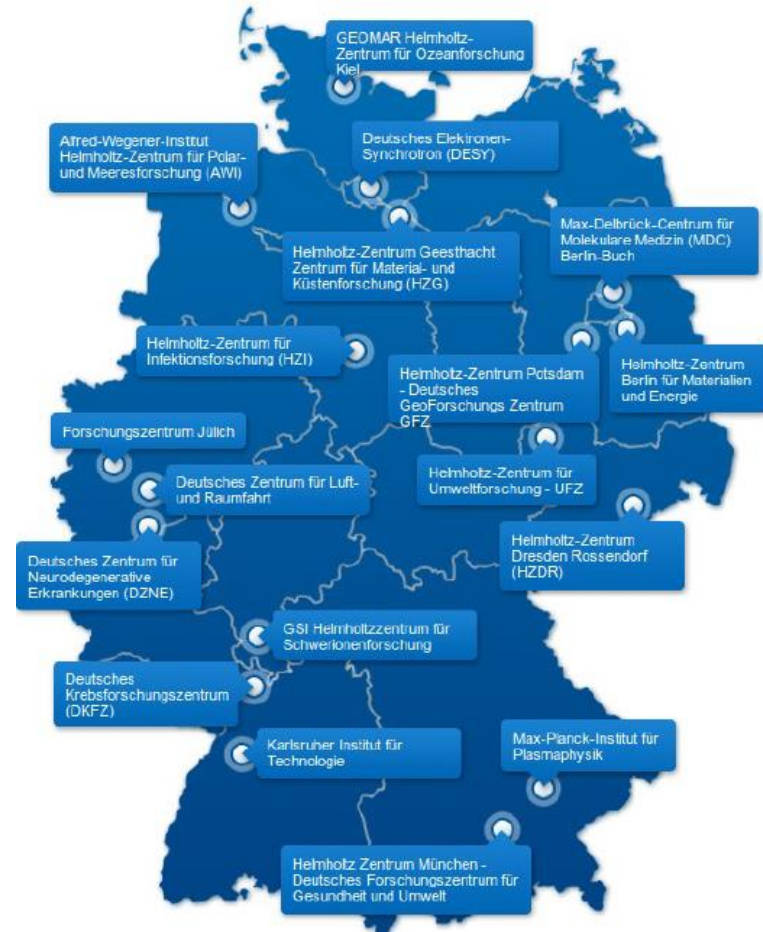 GEOMAR Helmholtz-
Zentrum für Ozeanforschung
Kiel
Alfred-Wegener-Institut
Helmholtz-Zentrum für Polar-
und Meeresforschung (AWI)
Deutsches Elektronen-
Synchrotron (DESY)
Max-Delbrück-Centrum für
Molekulare Medizin (MDC)
Berlin-Buch
Helmholtz-Zentrum Geesthacht
Zentrum für Material- und
Küstenforschung (HZG)
Helmholtz-Zentrum für
Infektionsforschung (HZI)
Helmholtz-Zentrum Potsdam
- Deutsches
GeoForschungs Zentrum
GFZ
Helmholtz-Zentrum
Berlin für Materialien
und Energie
Forschungszentrum Jülich
Deutsches Zentrum für Luft-
und Raumfahrt
Helmholtz-Zentrum für
Umweltforschung - UFZ
Helmholtz-Zentrum
Dresden Rossendorf
(HZDR)
Deutsches Zentrum für
Neurodegenerative
Erkrankungen (DZNE)
GSI Helmholtzzentrum für
Schwerionenforschung
Deutsches
Krebsforschungszentrum
(DKFZ)
Karlsruher Institut für
Technologie
Max-Planck-Institut für
Plasmaphysik
Helmholtz Zentrum München -
Deutsches Forschungszentrum für
Gesundheit und Umwelt